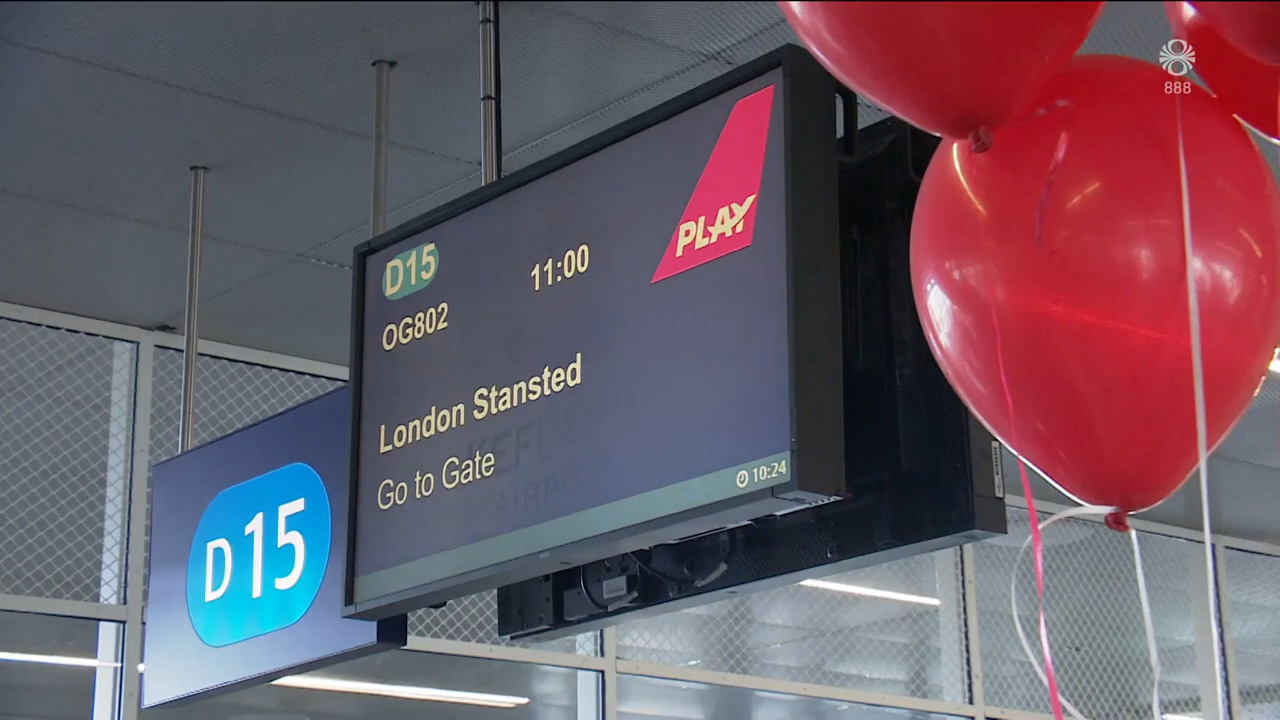 888
PLAY
D15
11:00
OG802
London Stansted
Go to Gate
10:24
D 15